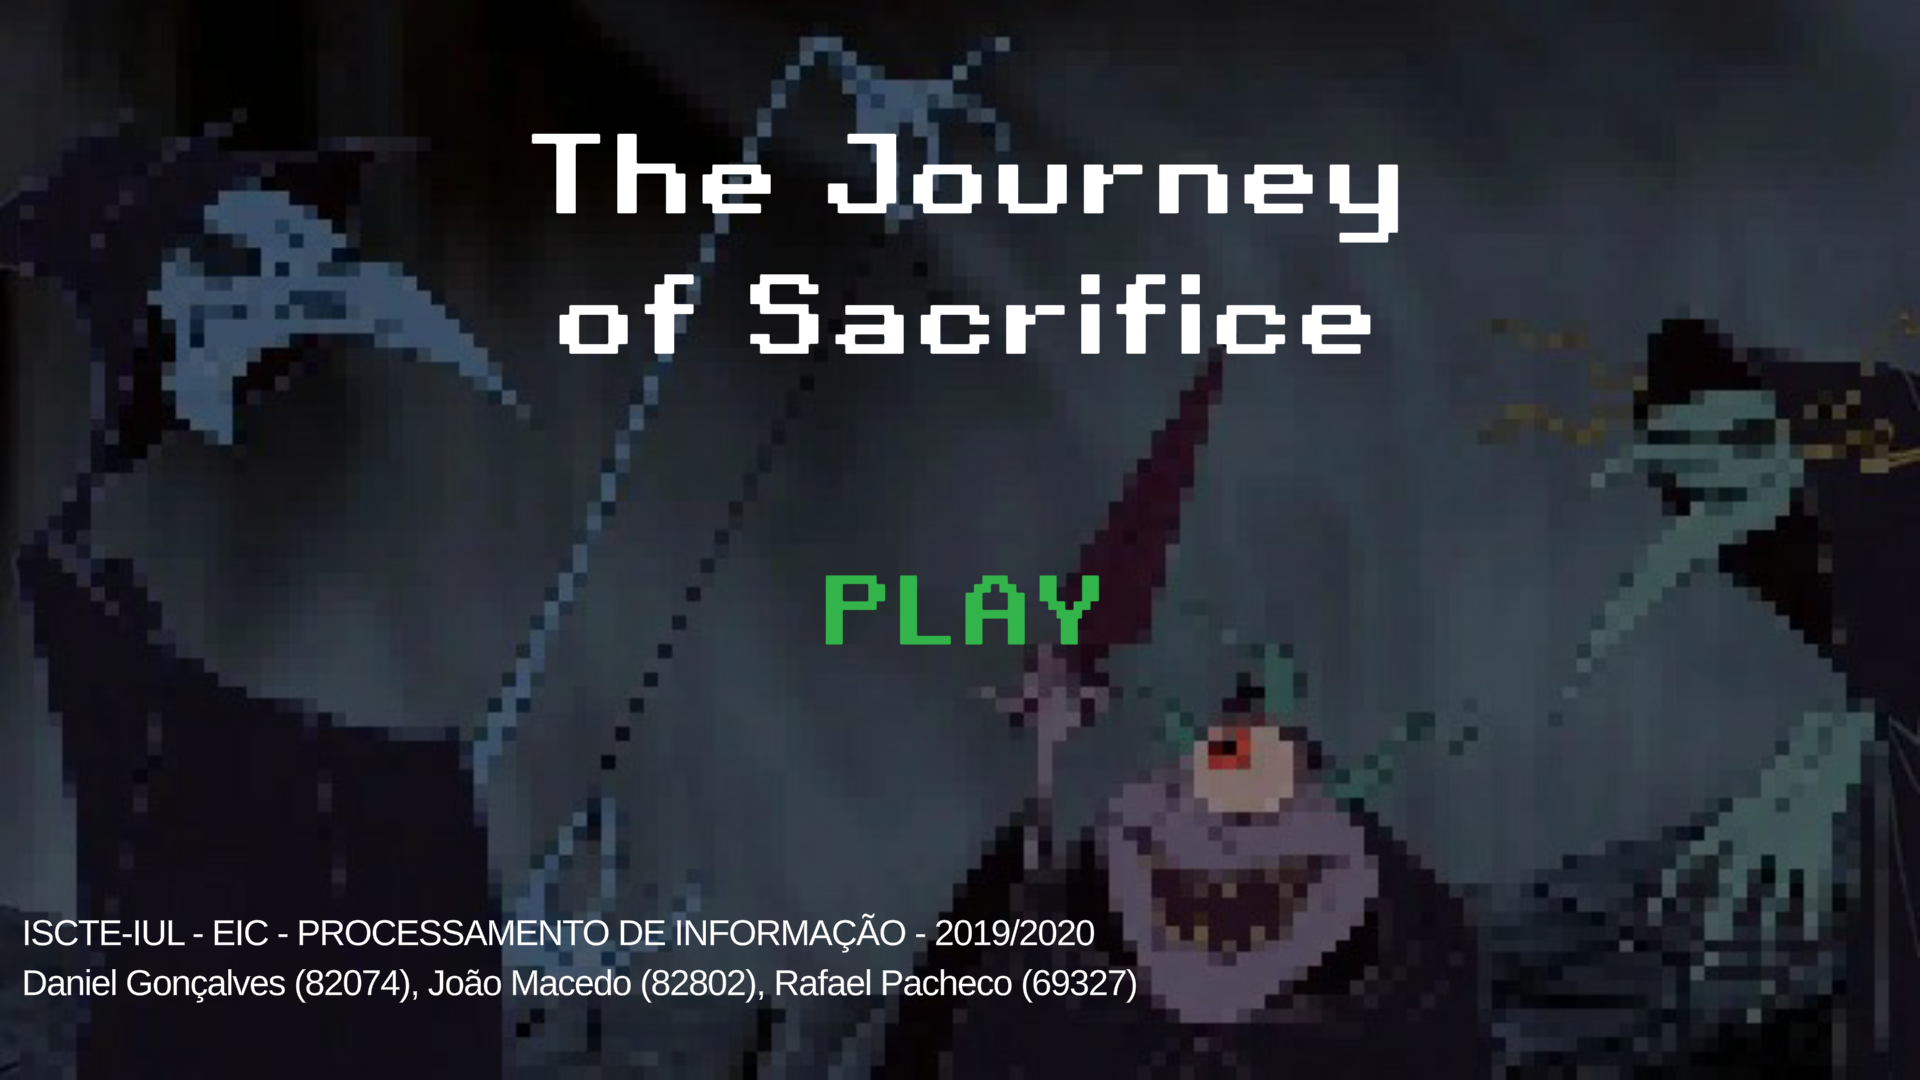 The Journey
of Sacrifice
PLAY
ISCTE-IUL - EIC - PROCESSAMENTO DE INFORMAÇÃO - 2019/2020
Daniel Gonçalves (82074), João Macedo (82802), Rafael Pacheco (69327)